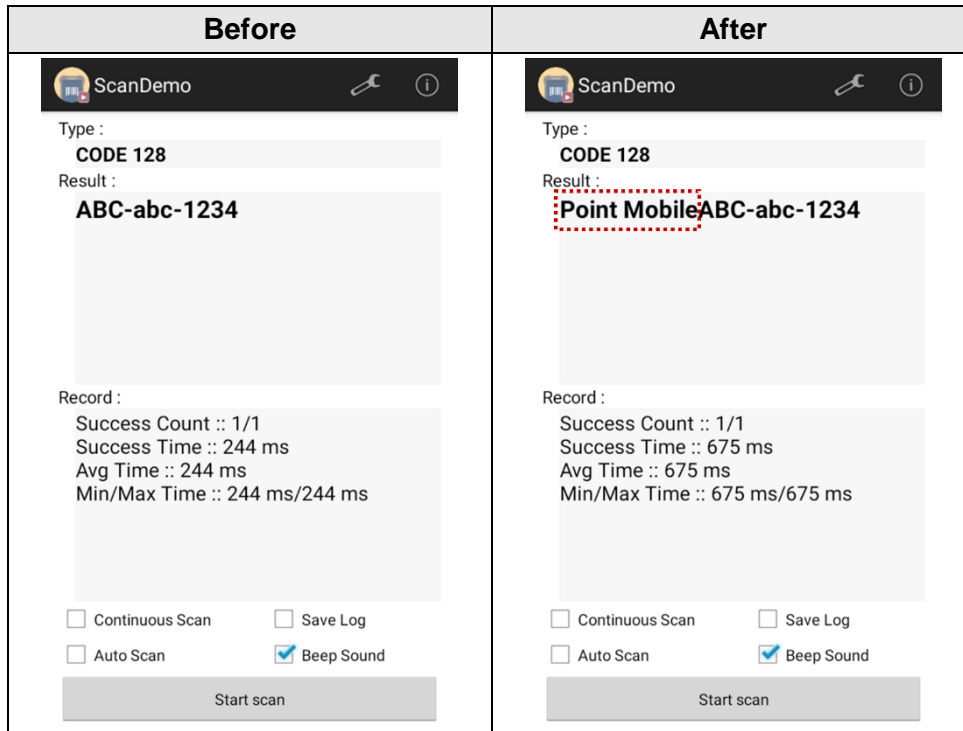 Before
After
ScanDemo
Type :
CODE 128
Result :
ABC-abc-1234
Record :
Success Count :: 1/1
Success Time :: 244 ms
Avg Time :: 244 ms
Min/Max Time :: 244 ms/244 ms
Continuous Scan
Save Log
Auto Scan
Beep Sound
Start scan
ScanDemo
Type :
CODE 128
Result :
Point MobileABC-abc-1234
Record :
Success Count :: 1/1
Success Time :: 675 ms
Avg Time :: 675 ms
Min/Max Time :: 675 ms/675 ms
Continuous Scan
Save Log
Auto Scan
Beep Sound
Start scan